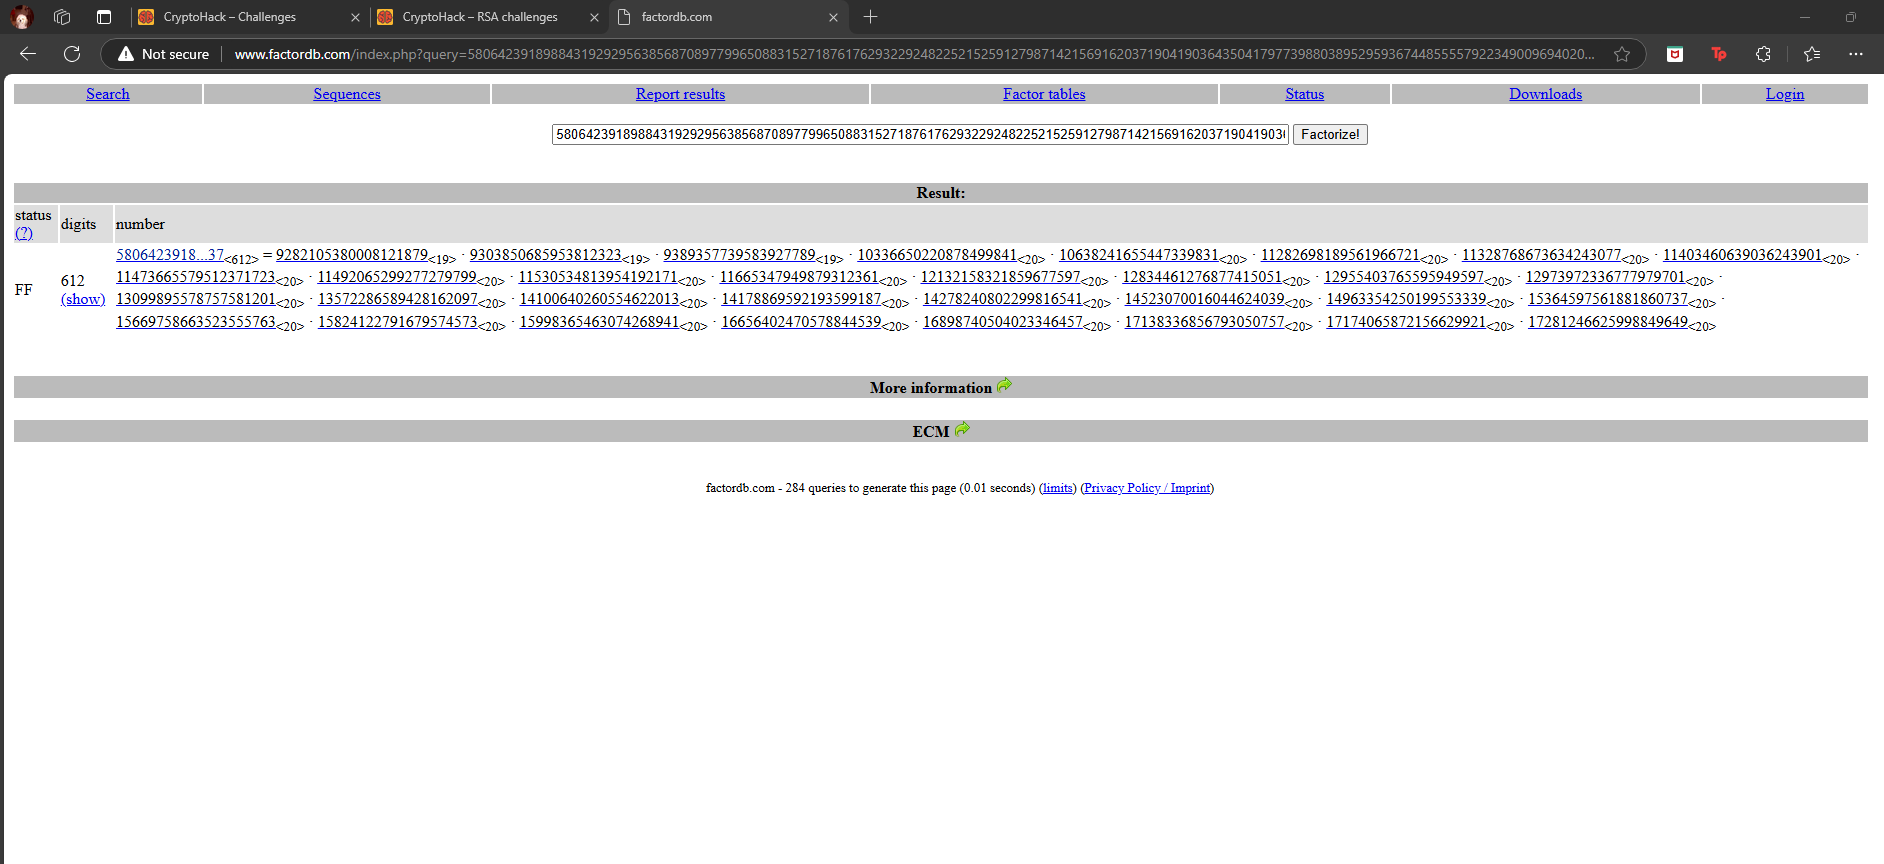 CryptoHack – Challenges
CryptoHack – RSA challenges
factordb.com
Not secure www.factordb.com/index.php?query=580642391898843192929563856870897799650883152718761762932292482252152591279871421569162037190419036435041797739880389529593674485555792234900969402​0...
Search Sequences Report results Factor tables Status Downloads Login
5806423918988431929295638568708977996508831527187617629322924822521525912798714215691620371904190364 Factorize!
Result:
status (?) digits number
FF 612 (show) 5806423918...37<612> = 9282105380008121879<19> · 9303850685953812323<19> · 9389357739583927789<19> · 10336650220878499841<20> · 10638241655447339831<20> · 11282698189561966721<20> · 11328768673634243077<20> · 11403460639036243901<20> ·
11473665579512371723<20> · 11492065299277279799<20> · 11530534813954192171<20> · 11665347949879312361<20> · 12132158321859677597<20> · 12834461276877415051<20> · 12955403765595949597<20> · 12973972336777979701<20> ·
13099895578757581201<20> · 13572286589428162097<20> · 14100640260554622013<20> · 14178869592193599187<20> · 14278240802299816541<20> · 14523070016044624039<20> · 14963354250199553339<20> · 15364597561881860737<20> ·
15669758663523555763<20> · 15824122791679574573<20> · 15998365463074268941<20> · 16656402470578844539<20> · 16898740504023346457<20> · 17138336856793050757<20> · 17174065872156629921<20> · 17281246625998849649<20>
More information
ECM
factordb.com - 284 queries to generate this page (0.01 seconds) (limits) (Privacy Policy / Imprint)